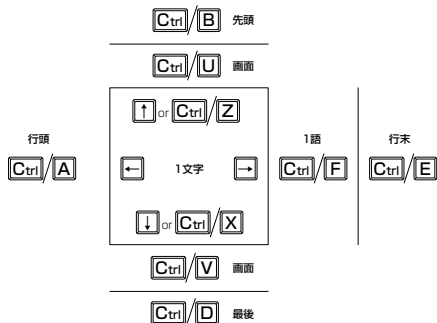 Ctrl/B 先頭
Ctrl/U 画面
↑ or Ctrl/Z
行頭 1語 行末
Ctrl/A ← 1文字 → Ctrl/F Ctrl/E
↓ or Ctrl/X
Ctrl/V 画面
Ctrl/D 最後